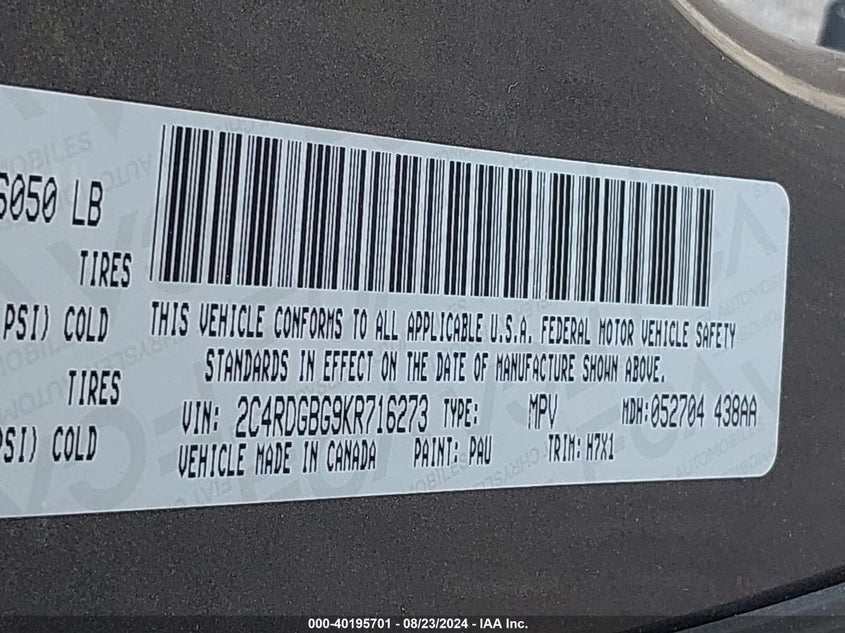 6050 LB
TIRES
PSI) COLD
THIS VEHICLE CONFORMS TO ALL APPLICABLE U.S.A. FEDERAL MOTOR VEHICLE SAFETY
STANDARDS IN EFFECT ON THE DATE OF MANUFACTURE SHOWN ABOVE.
TIRES
VIN: 2C4RDGBG9KR716273 TYPE: MPV MDH:052704 438AA
PSI) COLD
VEHICLE MADE IN CANADA PAINT: PAU TRIM: H7X1
000-40195701 - 08/23/2024 - IAA Inc.